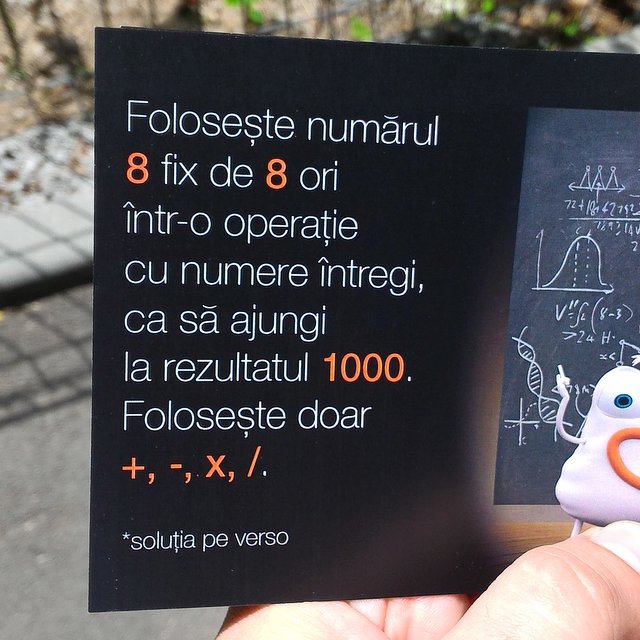 Folosește numărul
8 fix de 8 ori
într-o operație
cu numere întregi,
ca să ajungi
la rezultatul 1000.
Folosește doar
+, -, x, /.
*soluția pe verso